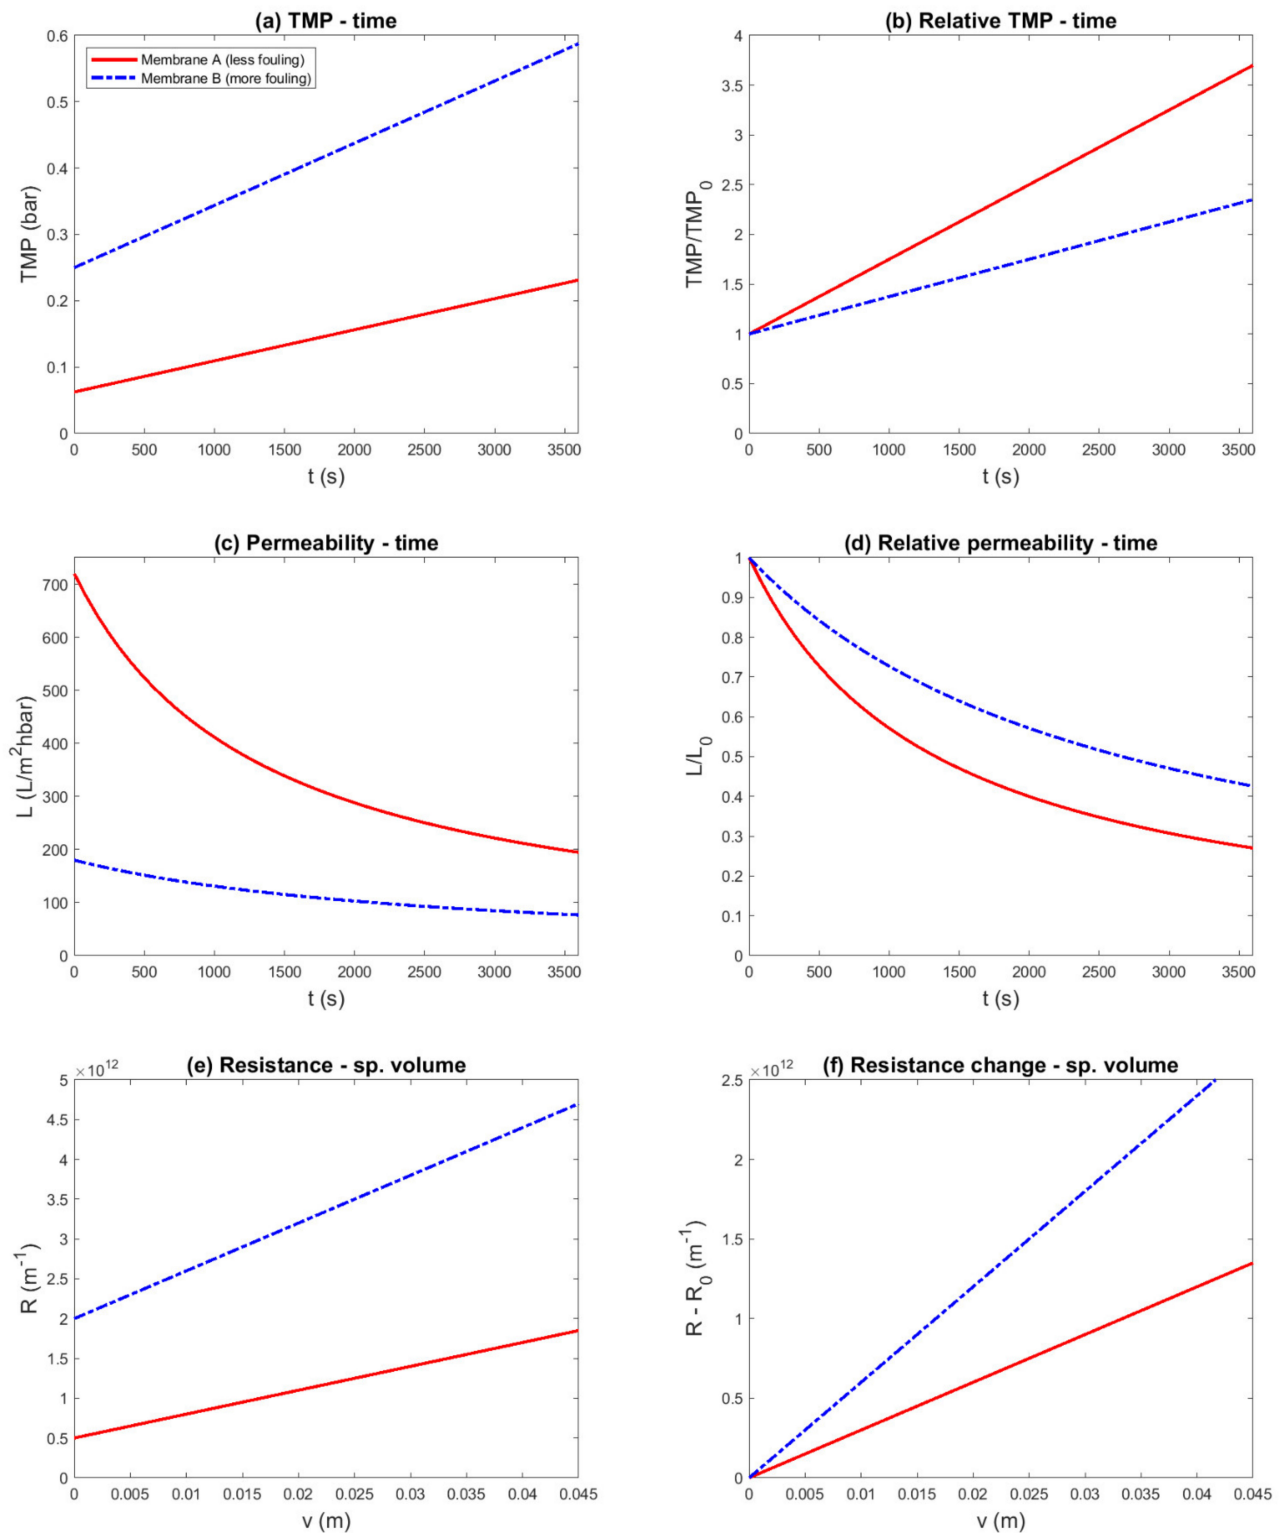 (a) TMP - time
Membrane A (less fouling)
Membrane B (more fouling)
TMP (bar)
0.6
0.5
0.4
0.3
0.2
0.1
0
0 500 1000 1500 2000 2500 3000 3500
t (s)
(b) Relative TMP - time
TMP/TMP0
4
3.5
3
2.5
2
1.5
1
0.5
0
0 500 1000 1500 2000 2500 3000 3500
t (s)
(c) Permeability - time
L (L/m²hbar)
700
600
500
400
300
200
100
0
0 500 1000 1500 2000 2500 3000 3500
t (s)
(d) Relative permeability - time
L/L0
1
0.9
0.8
0.7
0.6
0.5
0.4
0.3
0.2
0.1
0
0 500 1000 1500 2000 2500 3000 3500
t (s)
(e) Resistance - sp. volume
×10¹²
R (m⁻¹)
5
4.5
4
3.5
3
2.5
2
1.5
1
0.5
0
0 0.005 0.01 0.015 0.02 0.025 0.03 0.035 0.04 0.045
v (m)
(f) Resistance change - sp. volume
×10¹²
R - R0 (m⁻¹)
2.5
2
1.5
1
0.5
0
0 0.005 0.01 0.015 0.02 0.025 0.03 0.035 0.04 0.045
v (m)